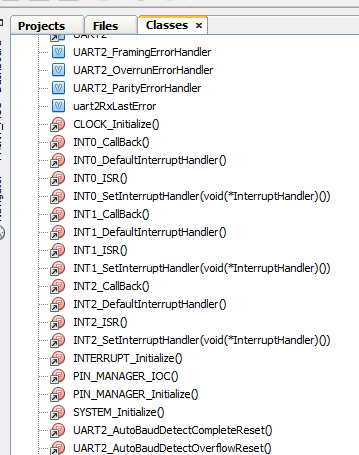 Projects Files Classes ×
UART2
UART2_FramingErrorHandler
UART2_OverrunErrorHandler
UART2_ParityErrorHandler
uart2RxLastError
CLOCK_Initialize()
INT0_CallBack()
INT0_DefaultInterruptHandler()
INT0_ISR()
INT0_SetInterruptHandler(void(*InterruptHandler)())
INT1_CallBack()
INT1_DefaultInterruptHandler()
INT1_ISR()
INT1_SetInterruptHandler(void(*InterruptHandler)())
INT2_CallBack()
INT2_DefaultInterruptHandler()
INT2_ISR()
INT2_SetInterruptHandler(void(*InterruptHandler)())
INTERRUPT_Initialize()
PIN_MANAGER_IOC()
PIN_MANAGER_Initialize()
SYSTEM_Initialize()
UART2_AutoBaudDetectCompleteReset()
UART2_AutoBaudDetectOverflowReset()